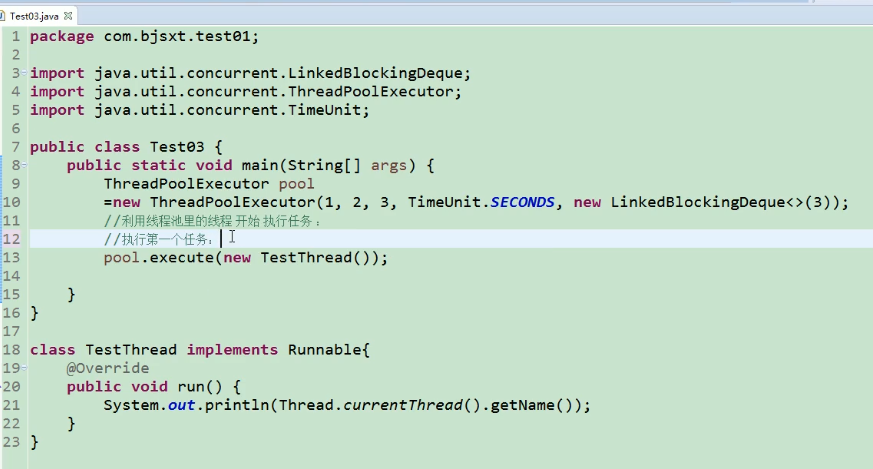 Test03.java
1 package com.bjsxt.test01;
2
3 import java.util.concurrent.LinkedBlockingDeque;
4 import java.util.concurrent.ThreadPoolExecutor;
5 import java.util.concurrent.TimeUnit;
6
7 public class Test03 {
8 public static void main(String[] args) {
9 ThreadPoolExecutor pool
10 =new ThreadPoolExecutor(1, 2, 3, TimeUnit.SECONDS, new LinkedBlockingDeque<>(3));
11 //利用线程池里的线程 开始 执行任务 ：
12 //执行第一个任务：
13 pool.execute(new TestThread());
14
15 }
16 }
17
18 class TestThread implements Runnable{
19 @Override
20 public void run() {
21 System.out.println(Thread.currentThread().getName());
22 }
23 }